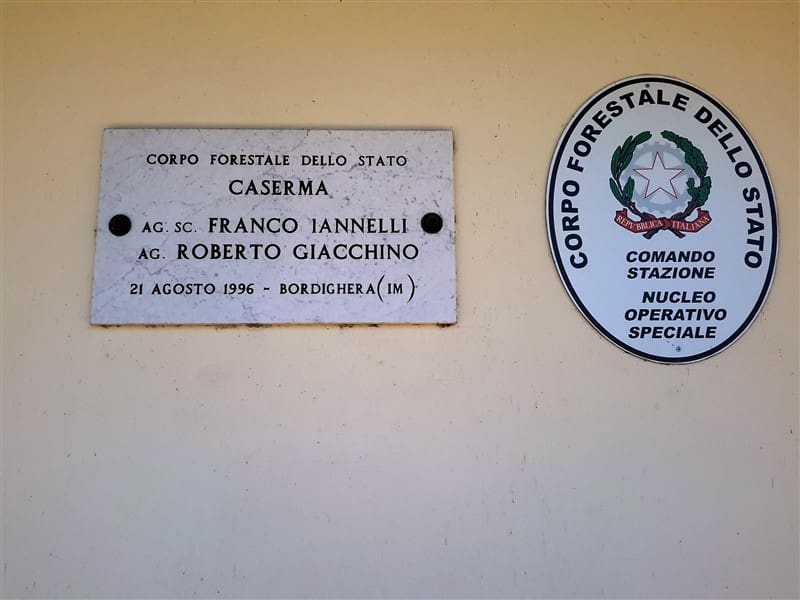 CORPO FORESTALE DELLO STATO
CASERMA
AG. SC. FRANCO IANNELLI
AG. ROBERTO GIACCHINO
21 AGOSTO 1996 - BORDIGHERA (IM)
CORPO FORESTALE DELLO STATO
REPVBBLICA ITALIANA
COMANDO
STAZIONE
NUCLEO
OPERATIVO
SPECIALE